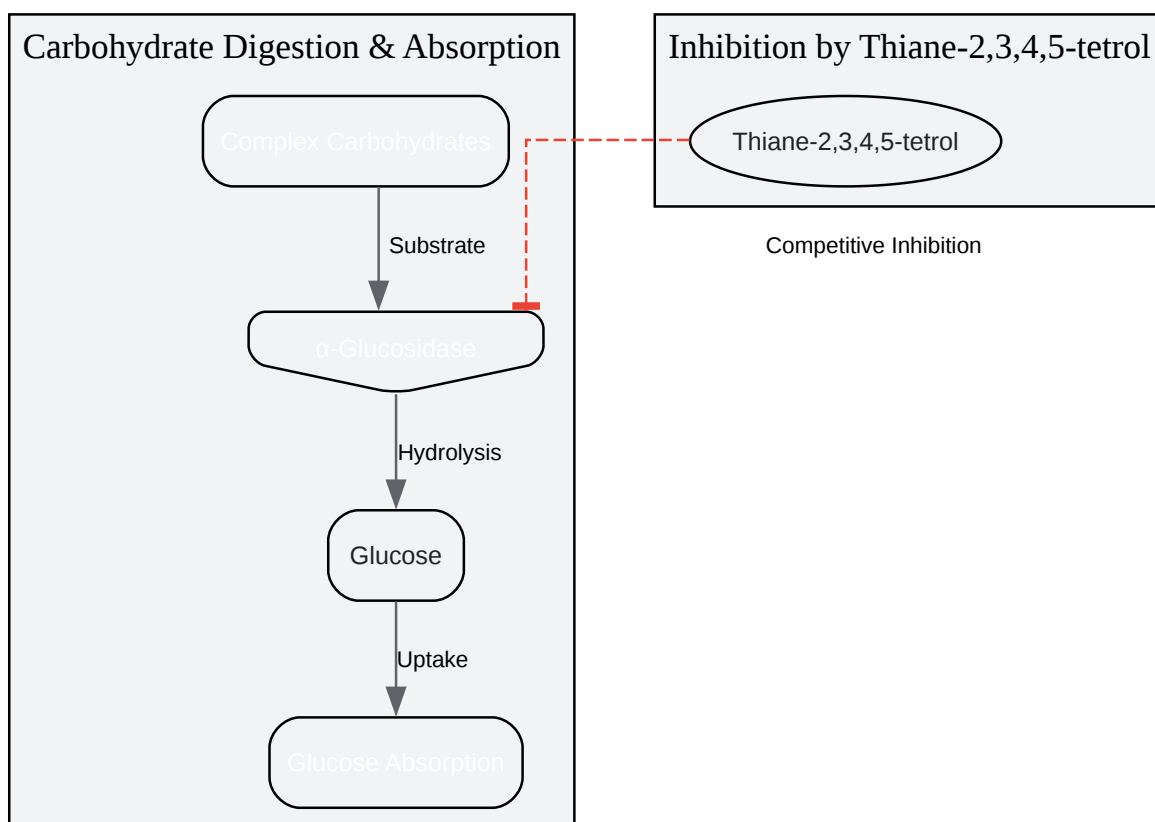 Carbohydrate Digestion & Absorption
Complex Carbohydrates
Substrate
α-Glucosidase
Hydrolysis
Glucose
Uptake
Glucose Absorption
Inhibition by Thiane-2,3,4,5-tetrol
Thiane-2,3,4,5-tetrol
Competitive Inhibition